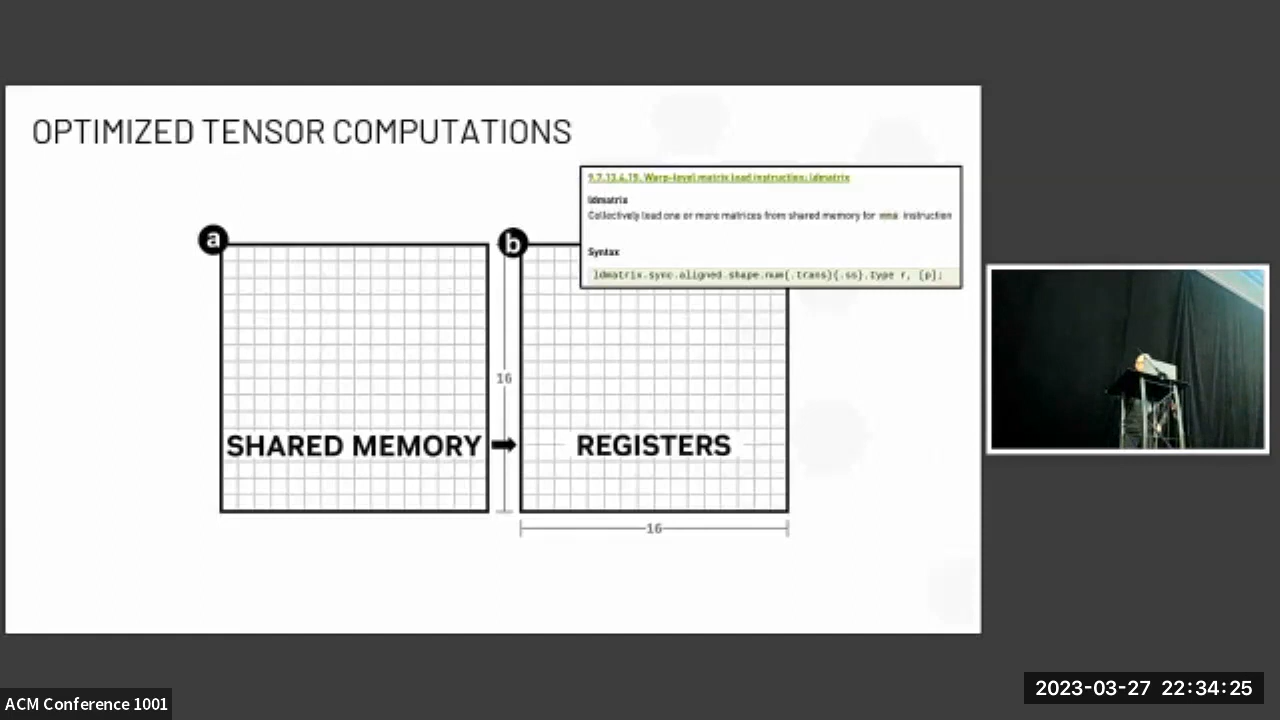 OPTIMIZED TENSOR COMPUTATIONS
9.7.13.4.15. Warp-level matrix load instruction: ldmatrix
ldmatrix
Collectively load one or more matrices from shared memory for mma instruction
Syntax
ldmatrix.sync.aligned.shape.num{.trans}{.ss}.type r, [p];
a
b
16
SHARED MEMORY
REGISTERS
16
ACM Conference 1001
2023-03-27 22:34:25